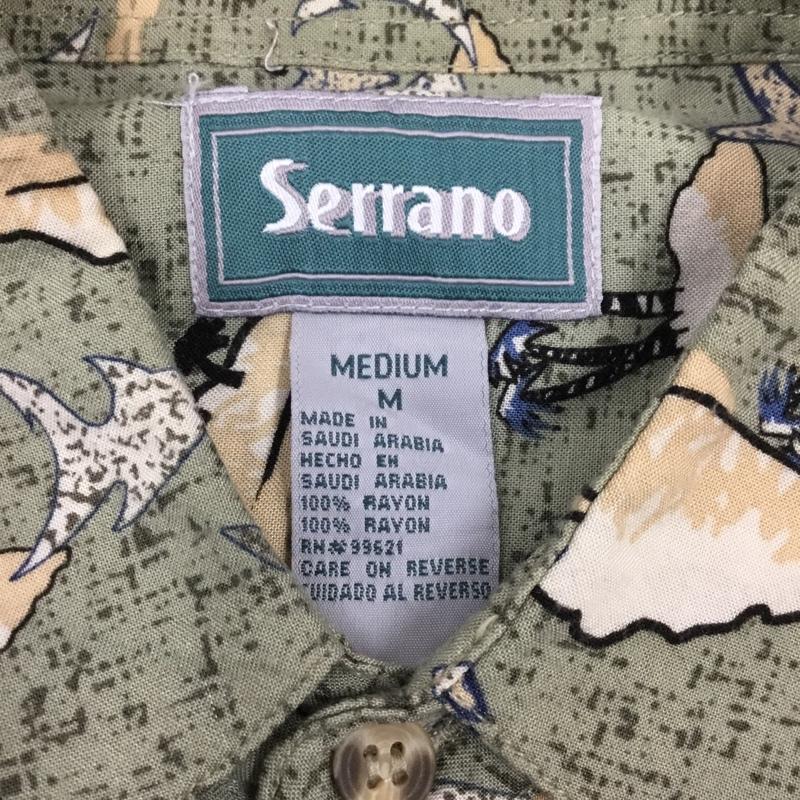 Serrano
MEDIUM
M
MADE IN
SAUDI ARABIA
HECHO EN
SAUDI ARABIA
100% RAYON
100% RAYON
RN#99621
CARE ON REVERSE
CUIDADO AL REVERSO